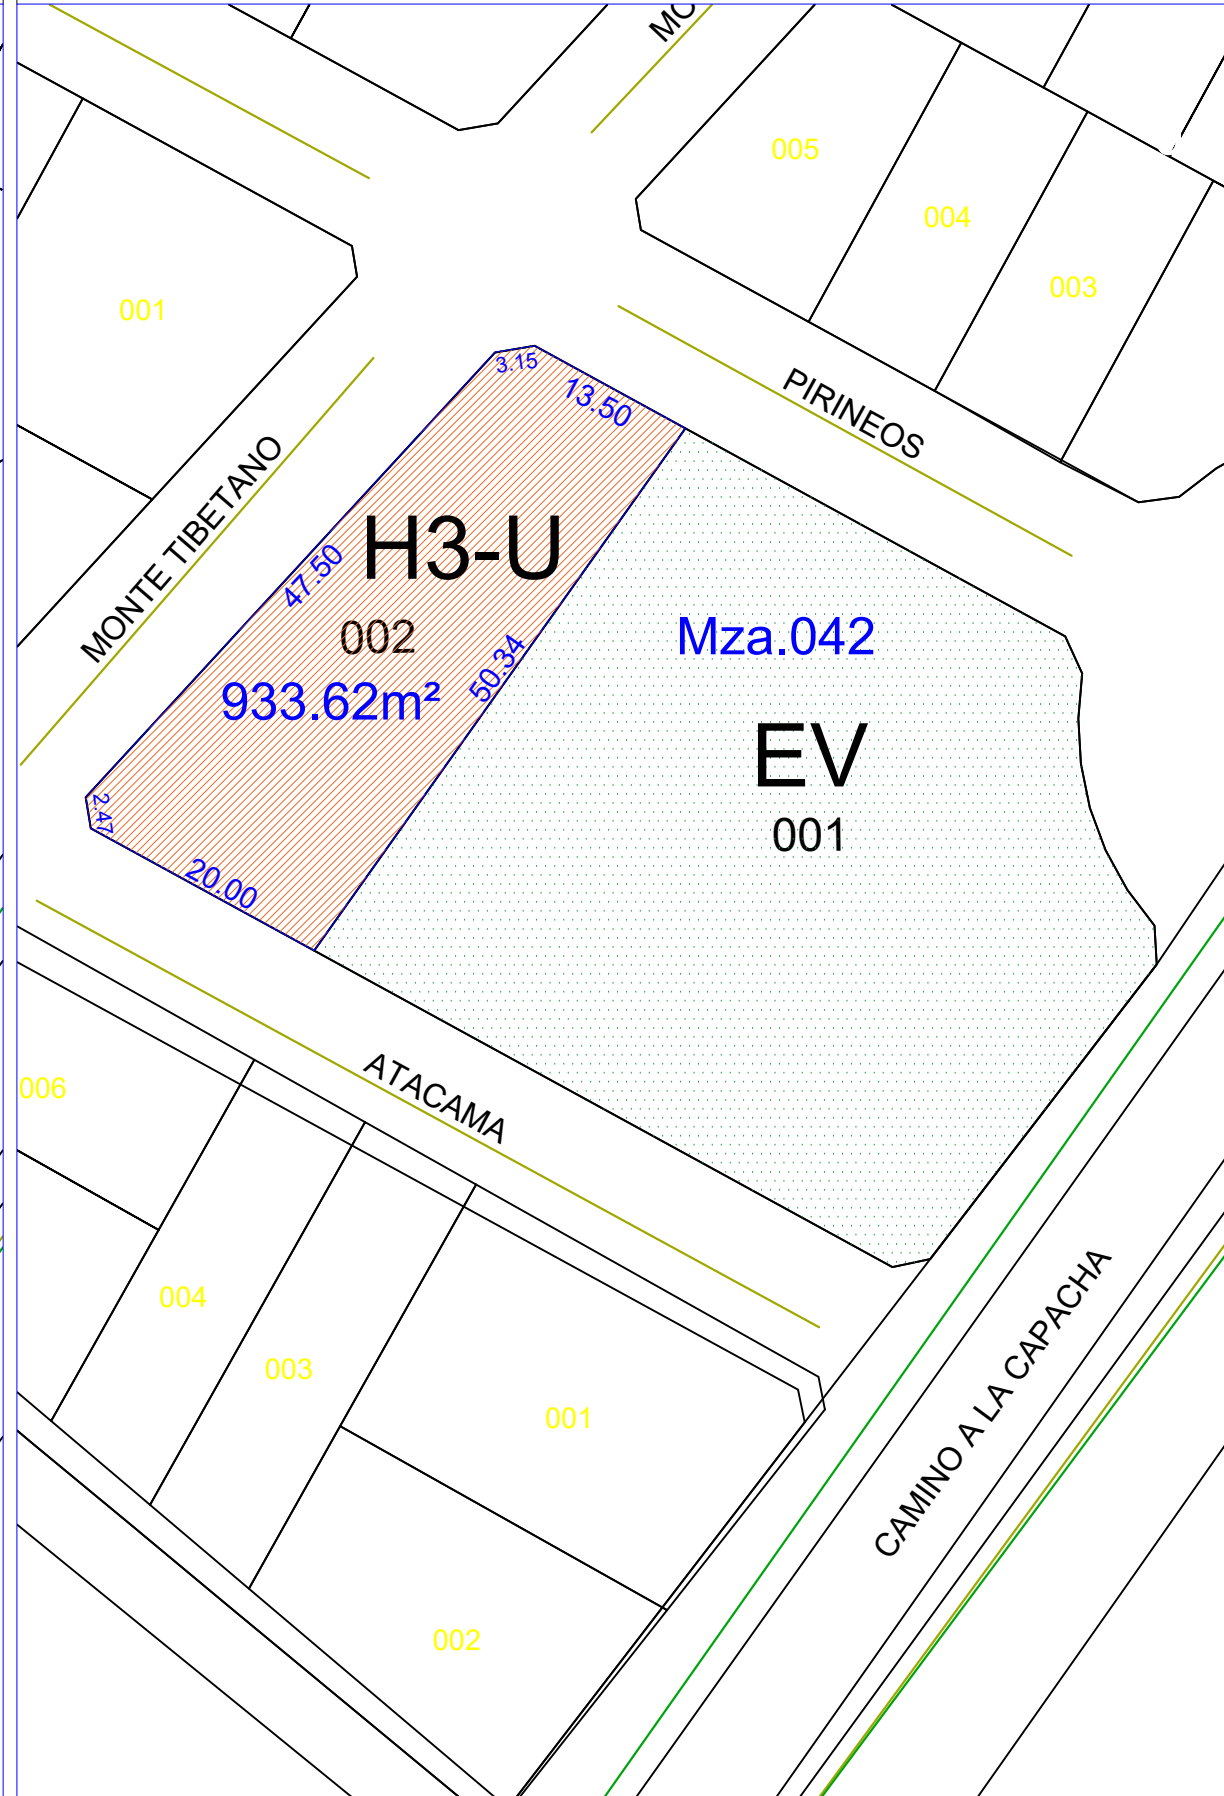 005
004
003
001
PIRINEOS
3.15
13.50
MONTE TIBETANO
47.50
H3-U
002
933.62m²
50.34
2.47
20.00
Mza.042
EV
001
ATACAMA
006
004
003
001
002
CAMINO A LA CAPACHA